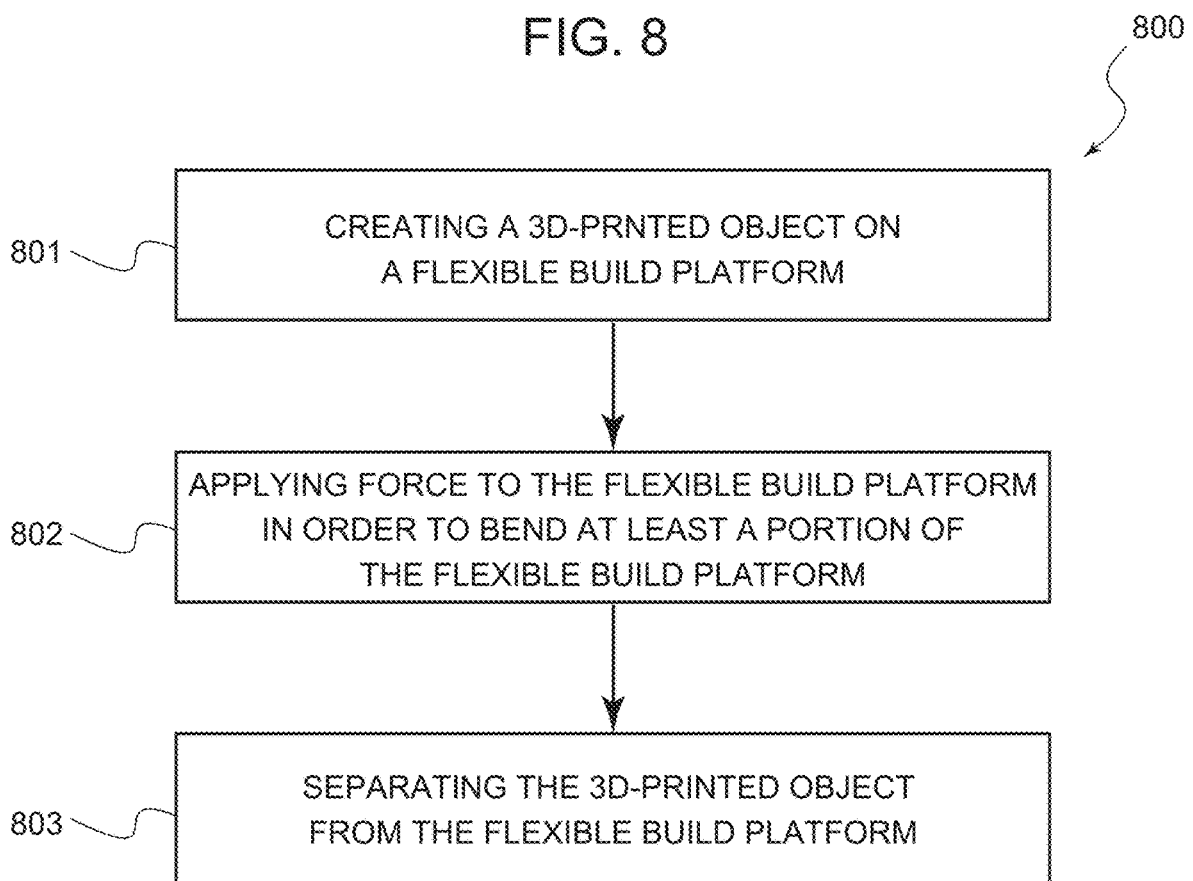 FIG. 8
800
801
CREATING A 3D-PRNTED OBJECT ON
A FLEXIBLE BUILD PLATFORM
802
APPLYING FORCE TO THE FLEXIBLE BUILD PLATFORM
IN ORDER TO BEND AT LEAST A PORTION OF
THE FLEXIBLE BUILD PLATFORM
803
SEPARATING THE 3D-PRINTED OBJECT
FROM THE FLEXIBLE BUILD PLATFORM